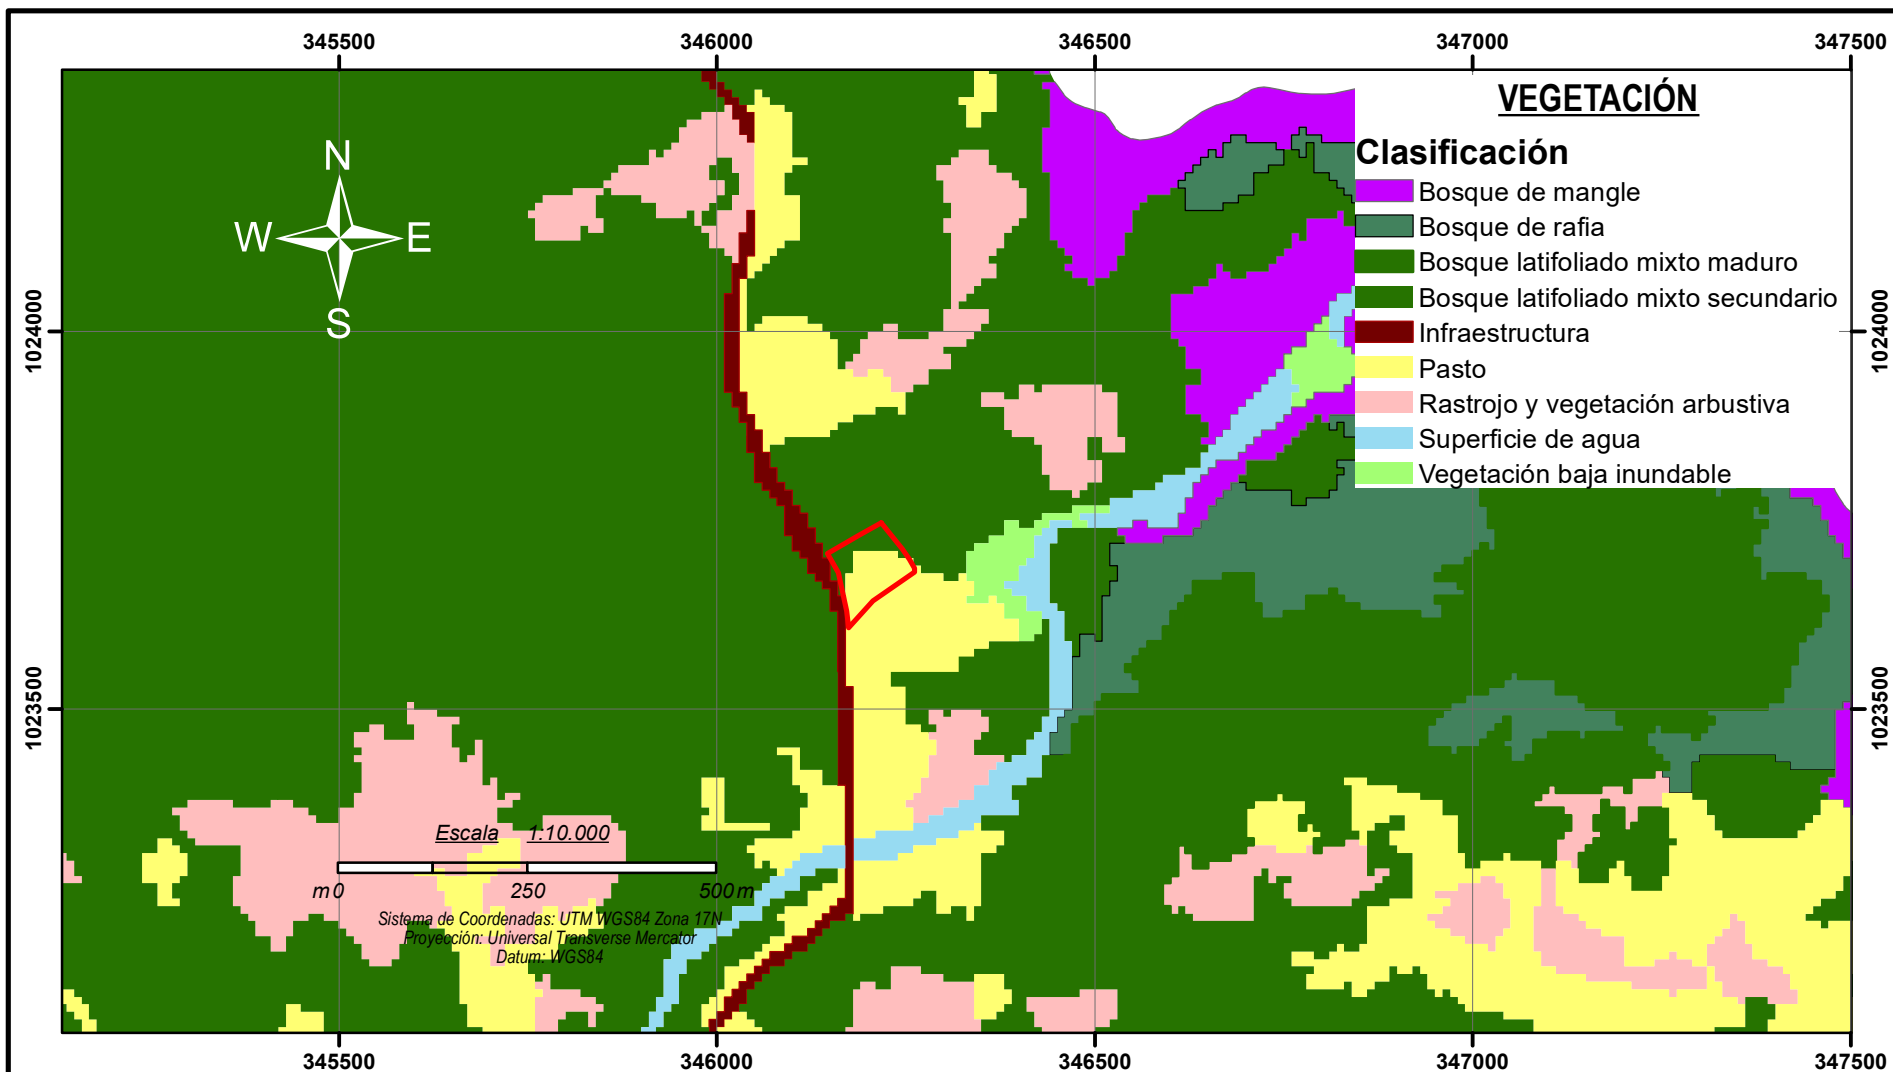 345500 346000 346500 347000 347500
VEGETACIÓN
Clasificación
Bosque de mangle
Bosque de rafia
Bosque latifoliado mixto maduro
Bosque latifoliado mixto secundario
Infraestructura
Pasto
Rastrojo y vegetación arbustiva
Superficie de agua
Vegetación baja inundable
N
W E
S
1024000 1024000
1023500 1023500
Escala 1:10.000
m 0 250 500 m
Sistema de Coordenadas: UTM WGS84 Zona 17N
Proyección: Universal Transverse Mercator
Datum: WGS84
345500 346000 346500 347000 347500